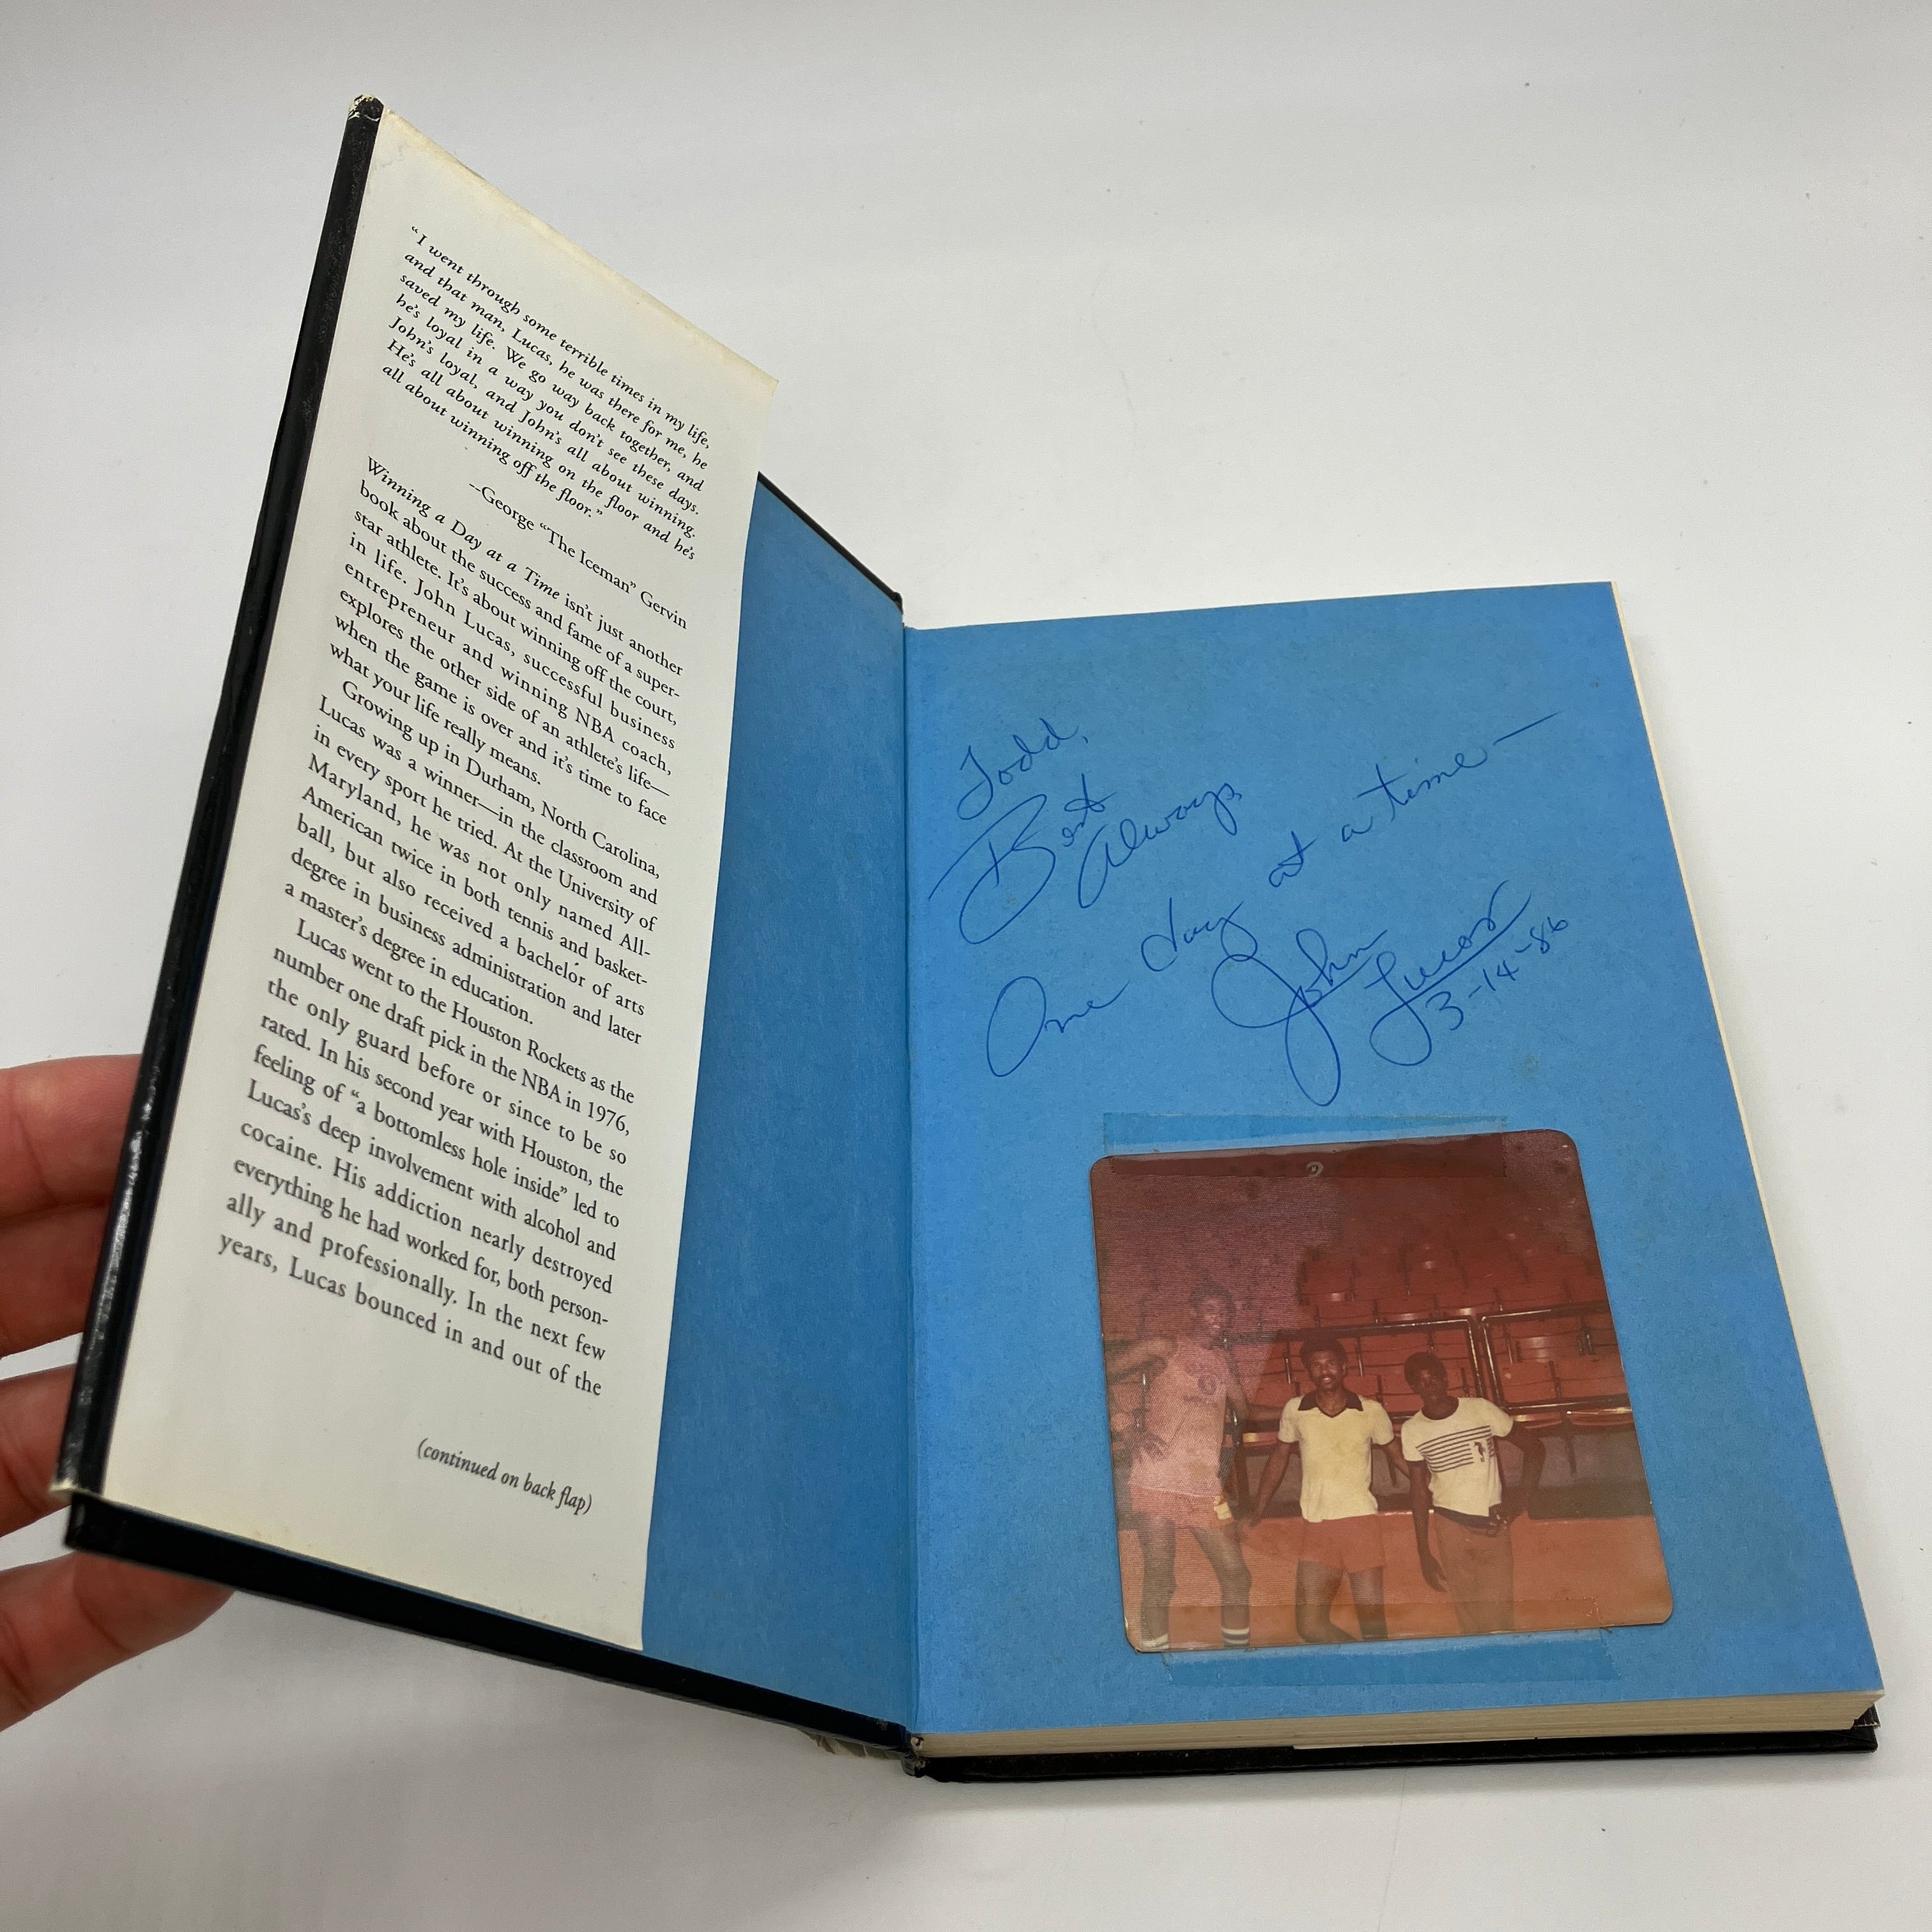 “I went through some terrible times in my life,
and that man, Lucas, he was there for me, he
saved my life. We go way back together, and
he’s loyal in a way you don’t see these days.
John’s loyal, and John’s all about winning.
He’s all about winning on the floor and he’s
all about winning off the floor.”
–George “The Iceman” Gervin
Winning a Day at a Time isn’t just another
book about the success and fame of a super-
star athlete. It’s about winning off the court,
in life. John Lucas, successful business
entrepreneur and winning NBA coach,
explores the other side of an athlete’s life—
when the game is over and it’s time to face
what your life really means.
Growing up in Durham, North Carolina,
Lucas was a winner—in the classroom and
in every sport he tried. At the University of
Maryland, he was not only named All-
American twice in both tennis and basket-
ball, but also received a bachelor of arts
degree in business administration and later
a master’s degree in education.
Lucas went to the Houston Rockets as the
number one draft pick in the NBA in 1976,
the only guard before or since to be so
rated. In his second year with Houston, the
feeling of “a bottomless hole inside” led to
Lucas’s deep involvement with alcohol and
cocaine. His addiction nearly destroyed
everything he had worked for, both person-
ally and professionally. In the next few
years, Lucas bounced in and out of the
(continued on back flap)
Todd,
Best
Always
One day at a time —
John Lucas
3-14-86